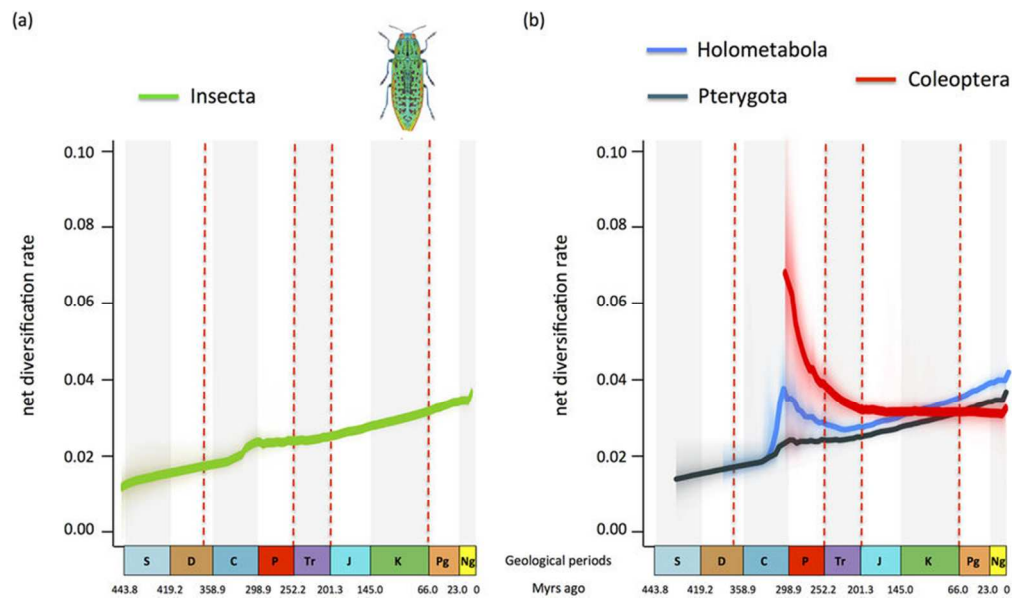 (a)
Insecta
net diversification rate
0.10
0.08
0.06
0.04
0.02
0.00
S D C P Tr J K Pg Ng
443.8 419.2 358.9 298.9 252.2 201.3 145.0 66.0 23.0 0
(b)
Holometabola
Pterygota
Coleoptera
net diversification rate
0.10
0.08
0.06
0.04
0.02
0.00
Geological periods
S D C P Tr J K Pg Ng
Myrs ago
443.8 419.2 358.9 298.9 252.2 201.3 145.0 66.0 23.0 0